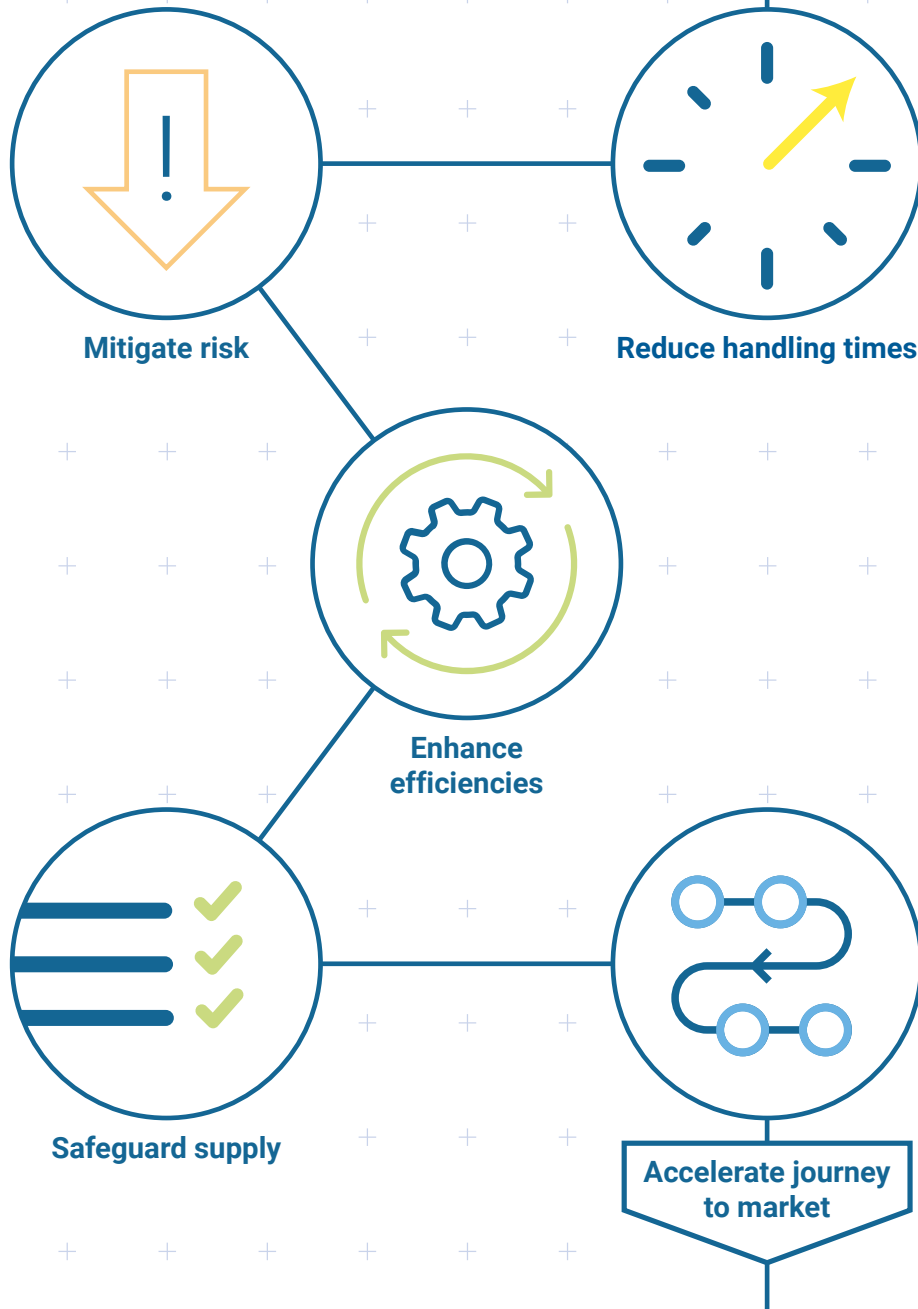 Mitigate risk
Reduce handling times
Enhance
efficiencies
Safeguard supply
Accelerate journey
to market